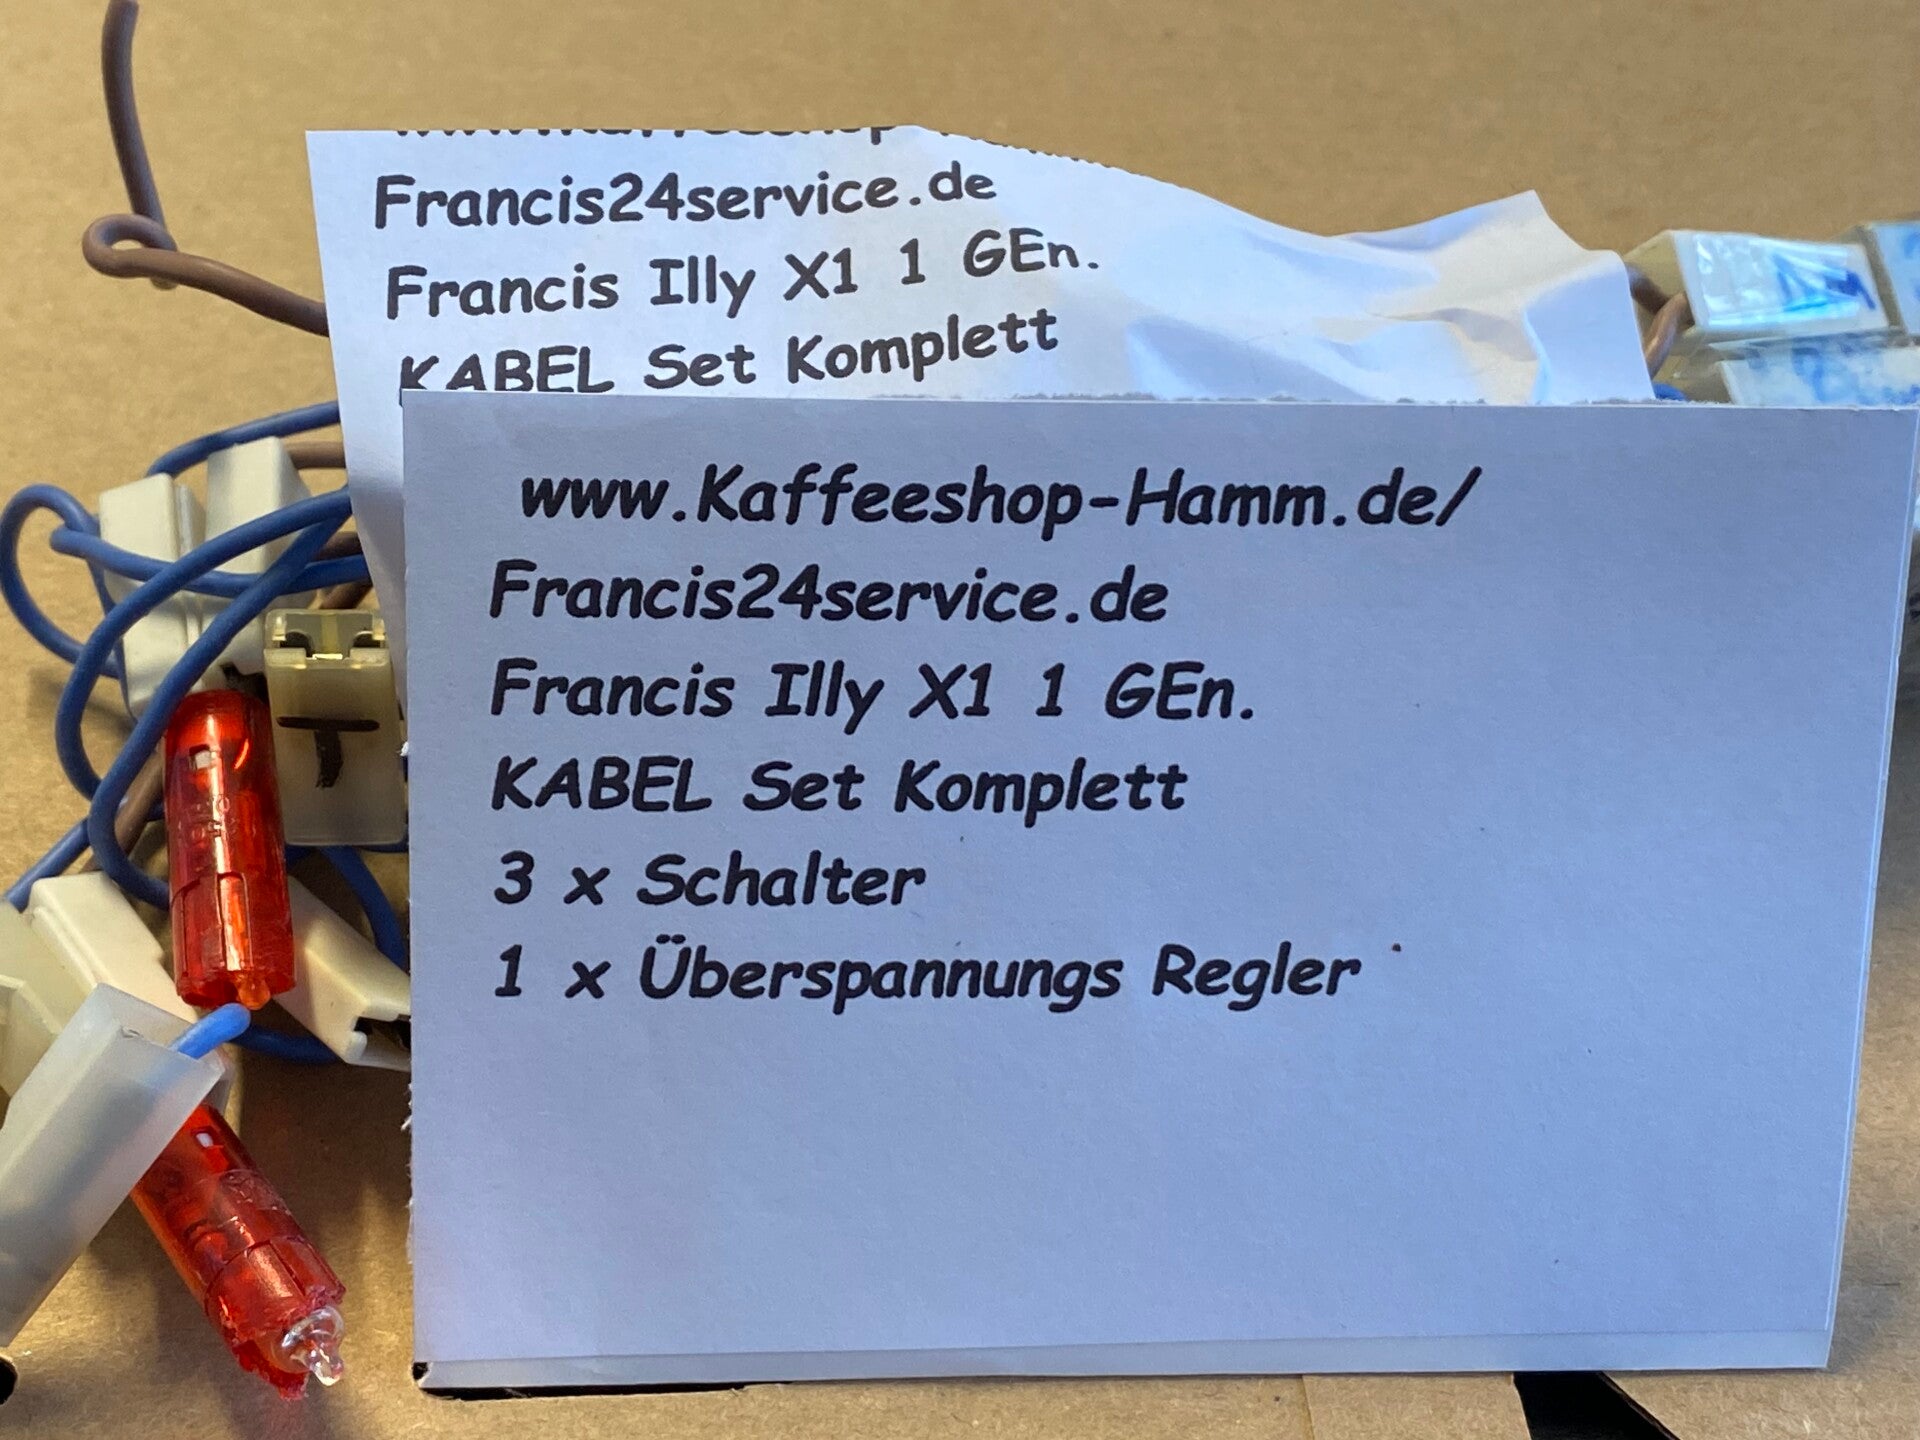 Francis24service.de
Francis Illy X1 1 GEn.
KABEL Set Komplett
www.Kaffeeshop-Hamm.de/
Francis24service.de
Francis Illy X1 1 GEn.
KABEL Set Komplett
3 x Schalter
1 x Überspannungs Regler
T